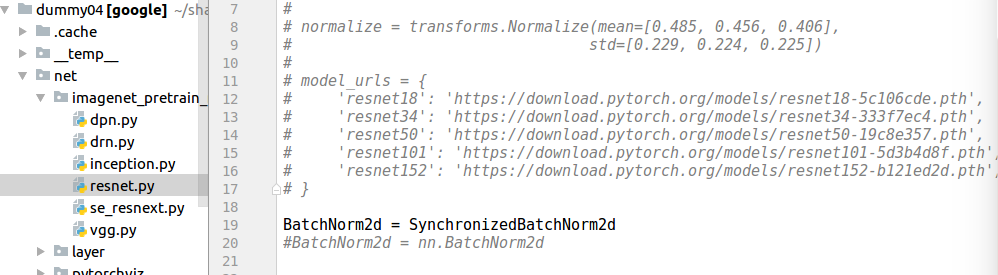 dummy04 [google] ~/sha
.cache
__temp__
net
imagenet_pretrain_
dpn.py
drn.py
inception.py
resnet.py
se_resnext.py
vgg.py
layer
pytorchviz
7 #
8 # normalize = transforms.Normalize(mean=[0.485, 0.456, 0.406],
9 #                                  std=[0.229, 0.224, 0.225])
10 #
11 # model_urls = {
12 #     'resnet18': 'https://download.pytorch.org/models/resnet18-5c106cde.pth',
13 #     'resnet34': 'https://download.pytorch.org/models/resnet34-333f7ec4.pth',
14 #     'resnet50': 'https://download.pytorch.org/models/resnet50-19c8e357.pth',
15 #     'resnet101': 'https://download.pytorch.org/models/resnet101-5d3b4d8f.pth',
16 #     'resnet152': 'https://download.pytorch.org/models/resnet152-b121ed2d.pth',
17 # }
18
19 BatchNorm2d = SynchronizedBatchNorm2d
20 #BatchNorm2d = nn.BatchNorm2d
21